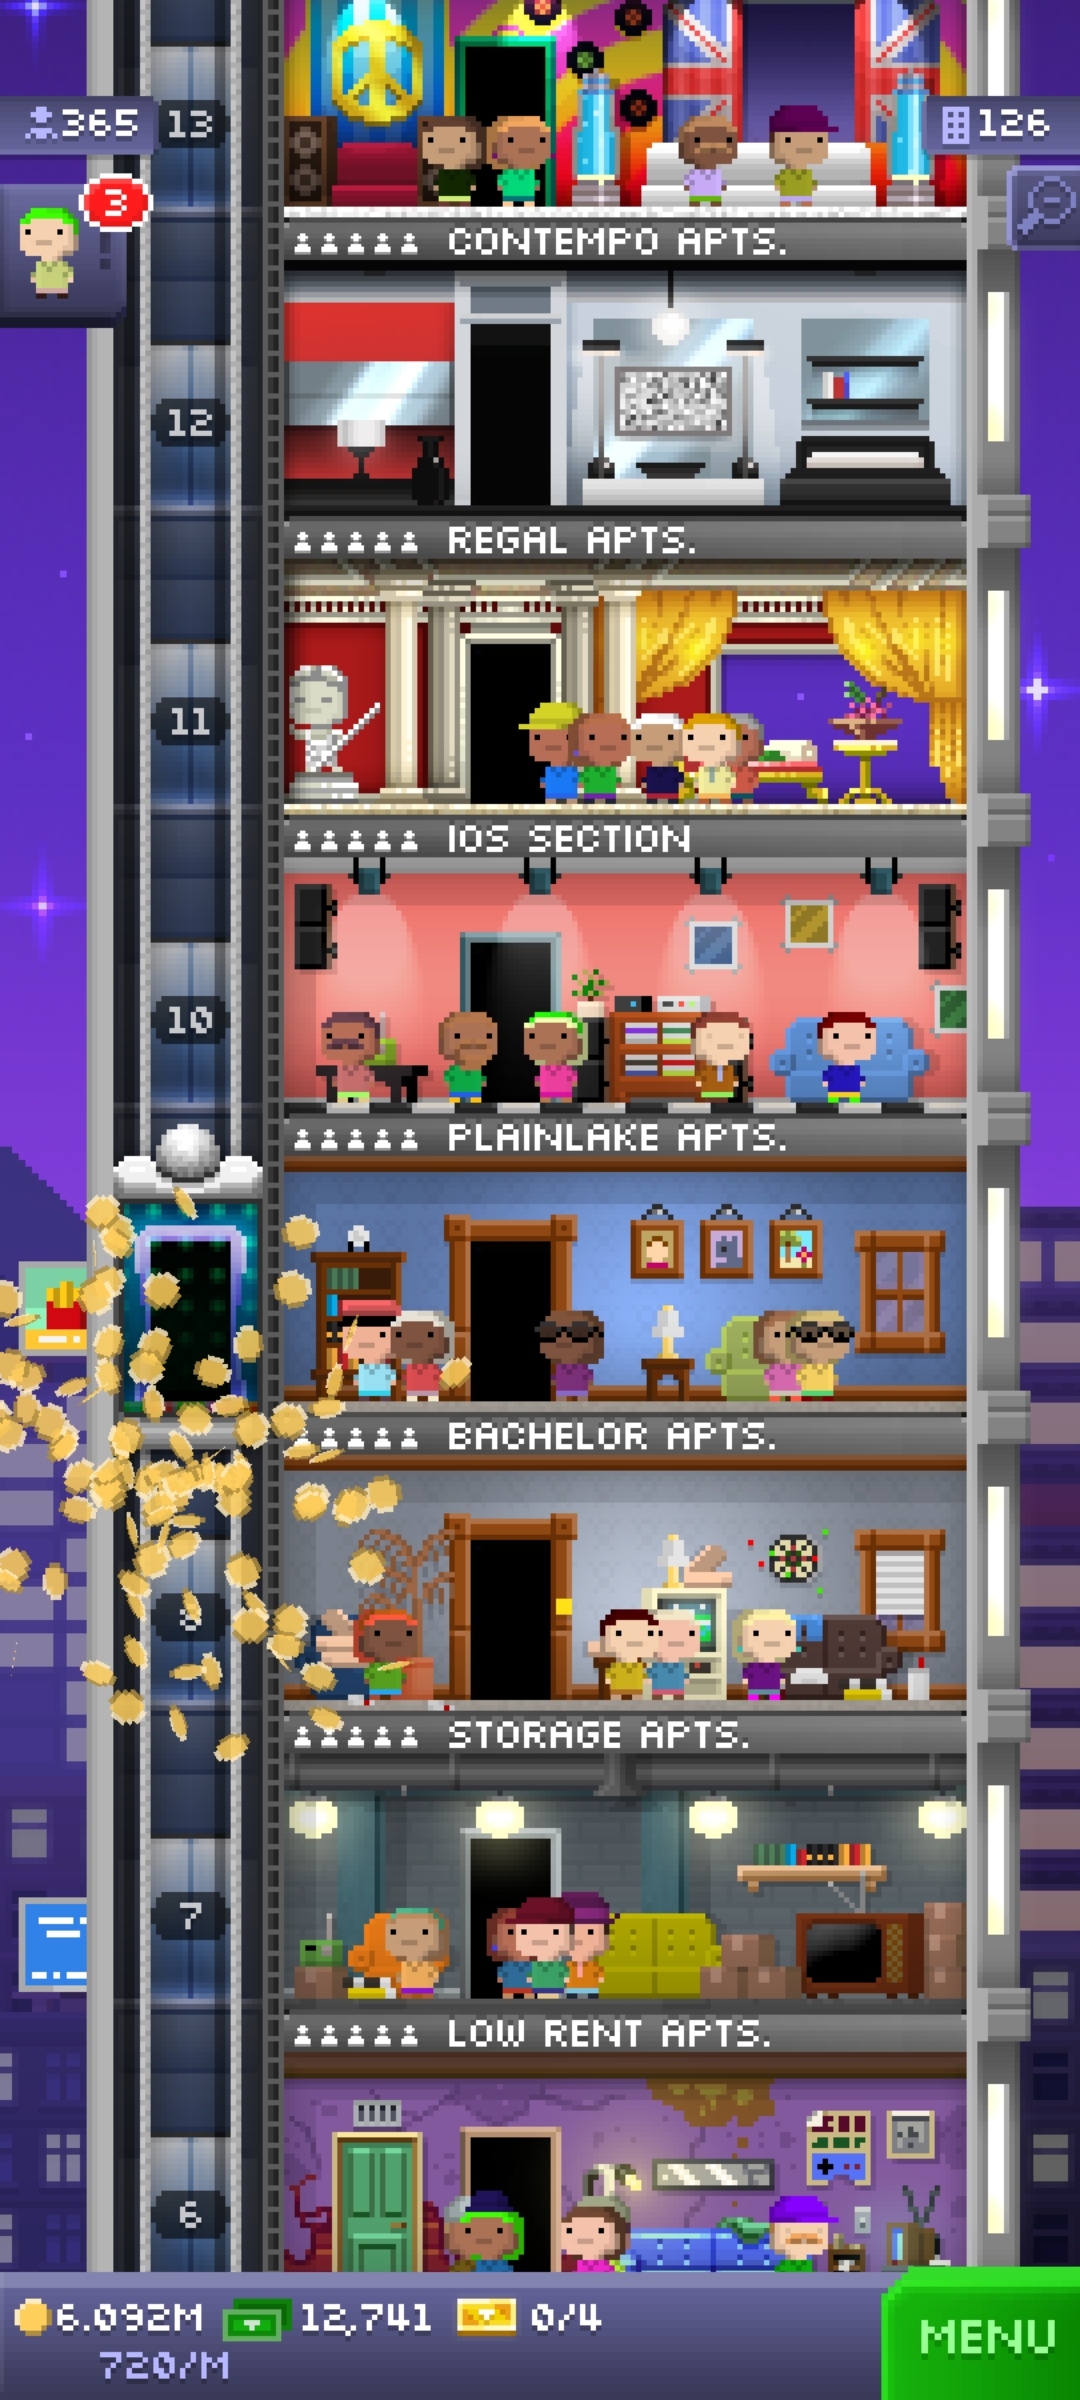 365
13
126
3
CONTEMPO APTS.
12
REGAL APTS.
11
IOS SECTION
10
PLAINLAKE APTS.
BACHELOR APTS.
STORAGE APTS.
7
LOW RENT APTS.
6
6.092M 12,741 0/4
720/M
MENU